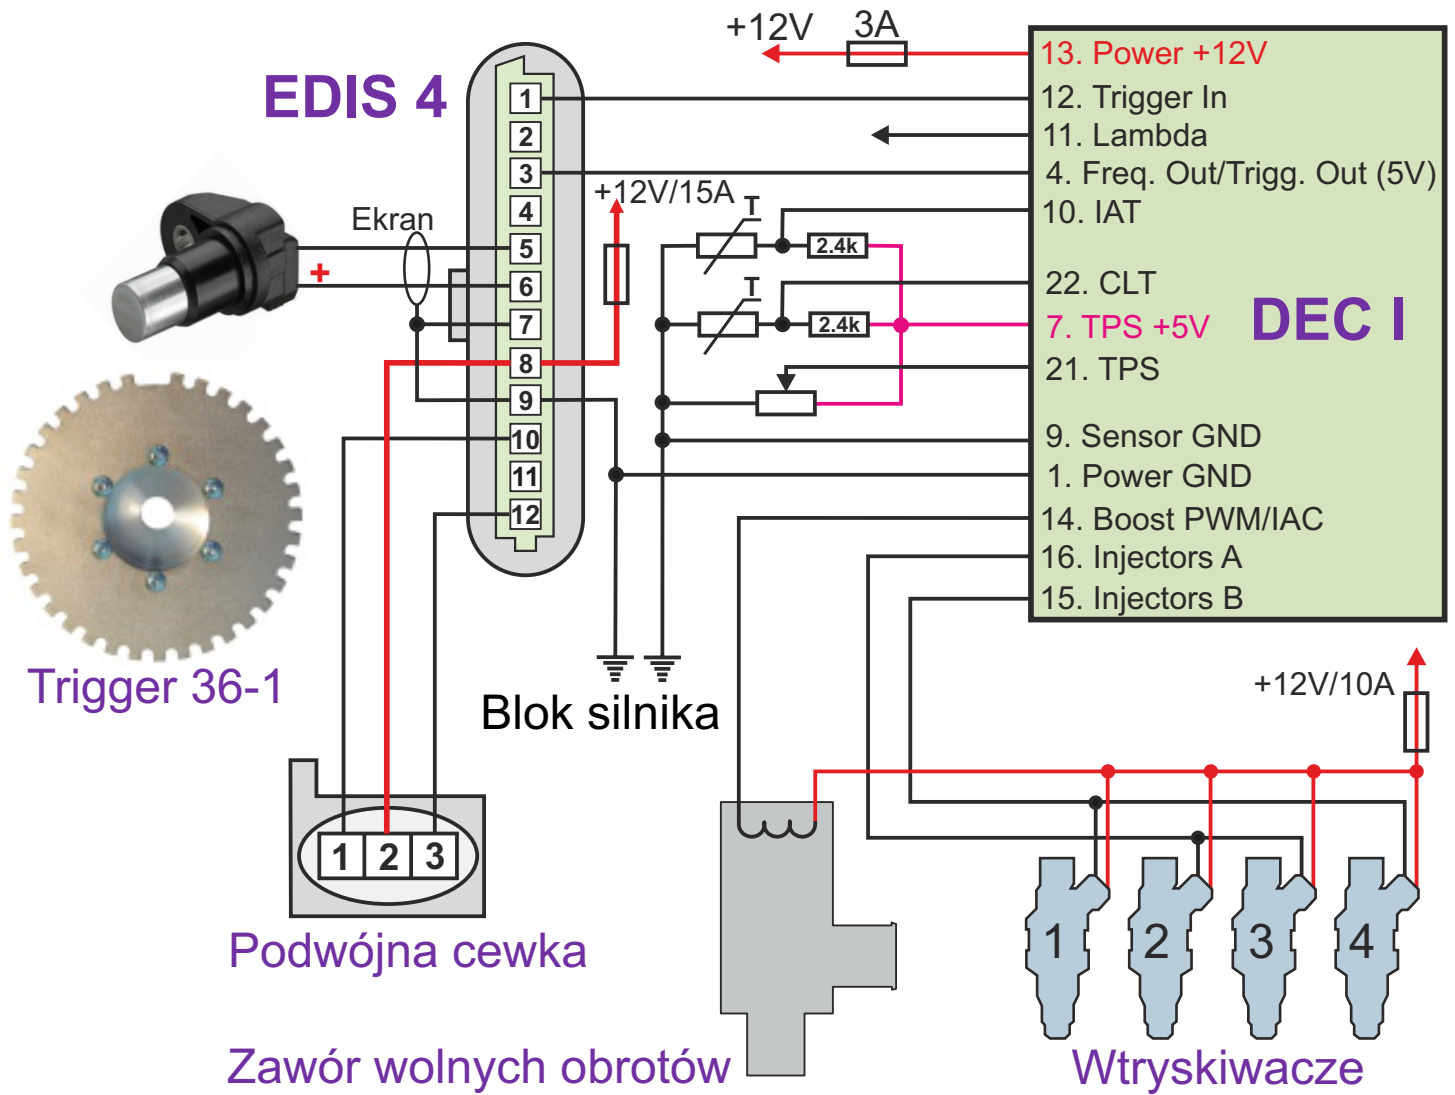 +12V
3A
EDIS 4
13. Power +12V
12. Trigger In
11. Lambda
4. Freq. Out/Trigg. Out (5V)
10. IAT
22. CLT
7. TPS +5V
DEC I
21. TPS
9. Sensor GND
1. Power GND
14. Boost PWM/IAC
16. Injectors A
15. Injectors B
1
2
3
4
5
6
7
8
9
10
11
12
+12V/15A
Ekran
+
T
2.4k
T
2.4k
Trigger 36-1
Blok silnika
+12V/10A
1 2 3
Podwójna cewka
Zawór wolnych obrotów
1 2 3 4
Wtryskiwacze